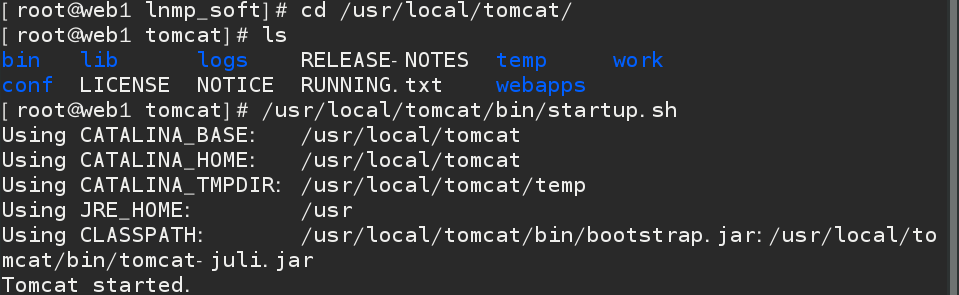 [root@web1 lnmp_soft]# cd /usr/local/tomcat/
[root@web1 tomcat]# ls
bin   lib      logs    RELEASE-NOTES  temp     work
conf  LICENSE  NOTICE  RUNNING.txt    webapps
[root@web1 tomcat]# /usr/local/tomcat/bin/startup.sh
Using CATALINA_BASE:   /usr/local/tomcat
Using CATALINA_HOME:   /usr/local/tomcat
Using CATALINA_TMPDIR: /usr/local/tomcat/temp
Using JRE_HOME:        /usr
Using CLASSPATH:       /usr/local/tomcat/bin/bootstrap.jar:/usr/local/to
mcat/bin/tomcat-juli.jar
Tomcat started.